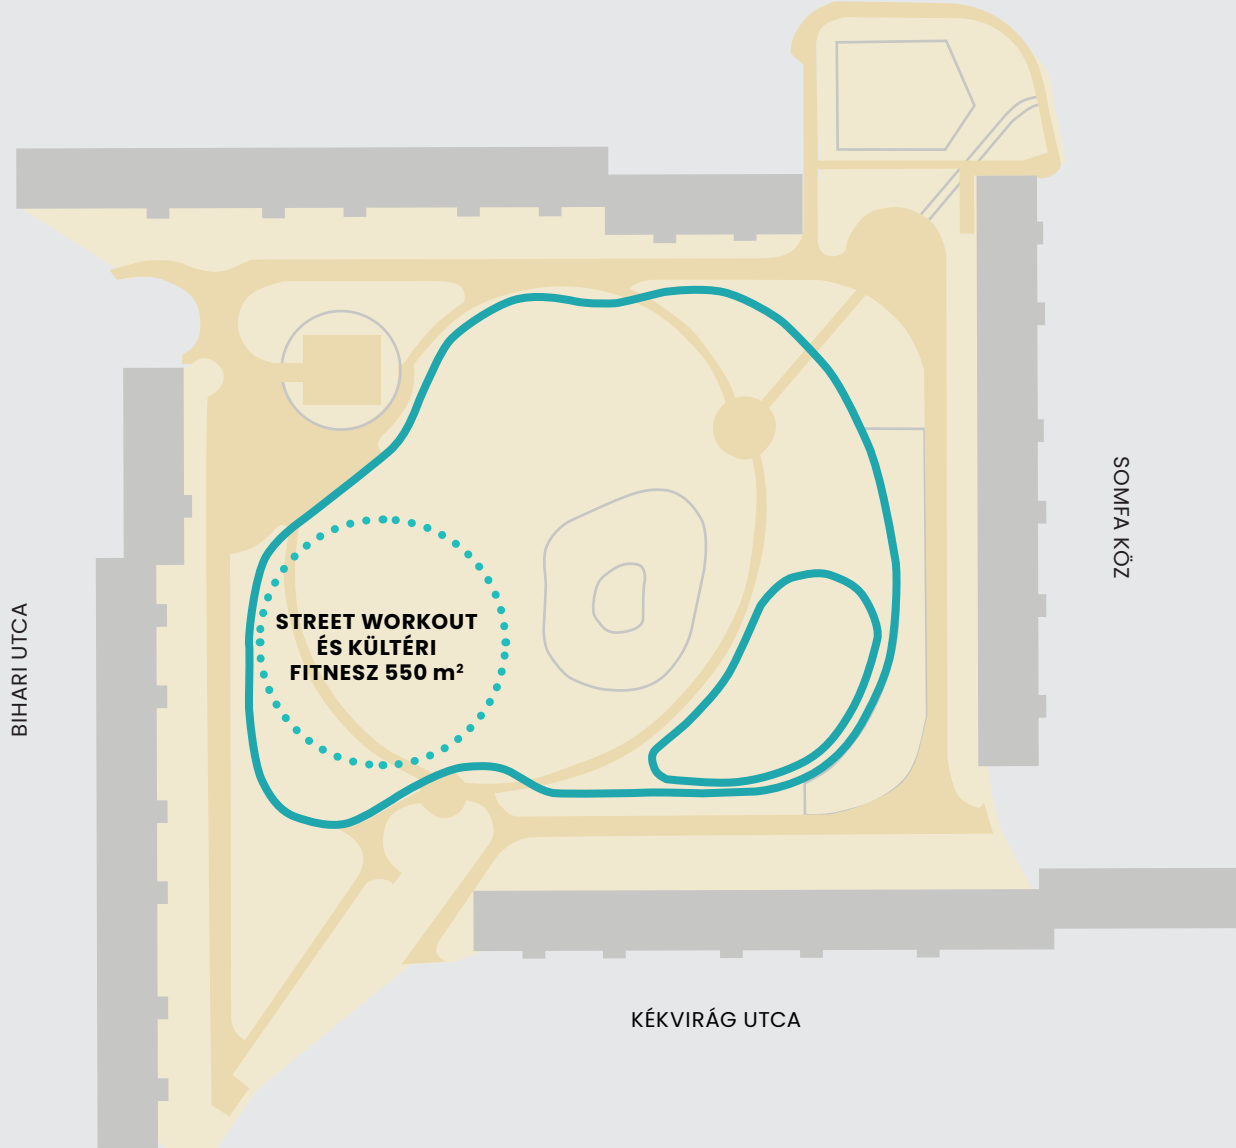 STREET WORKOUT
ÉS KÜLTÉRI
FITNESZ 550 m²
SOMFA KÖZ
BIHARI UTCA
KÉKVIRÁG UTCA